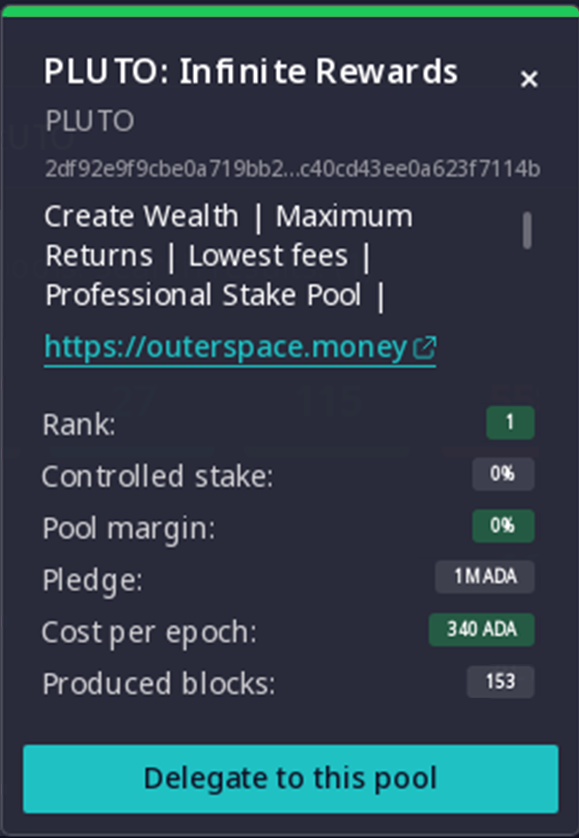 PLUTO: Infinite Rewards
×
PLUTO
2df92e9f9cbe0a719bb2...c40cd43ee0a623f7114b
Create Wealth | Maximum
Returns | Lowest fees |
Professional Stake Pool |
https://outerspace.money
Rank: 1
Controlled stake: 0%
Pool margin: 0%
Pledge: 1M ADA
Cost per epoch: 340 ADA
Produced blocks: 153
Delegate to this pool